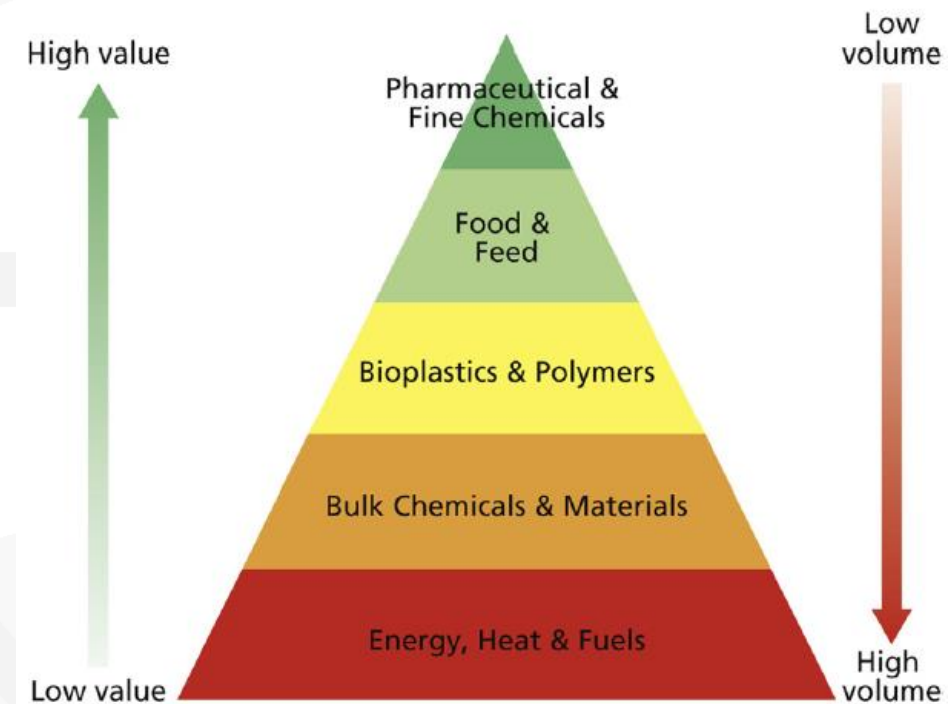 High value
Low
volume
Pharmaceutical &
Fine Chemicals
Food &
Feed
Bioplastics & Polymers
Bulk Chemicals & Materials
Energy, Heat & Fuels
Low value
High
volume